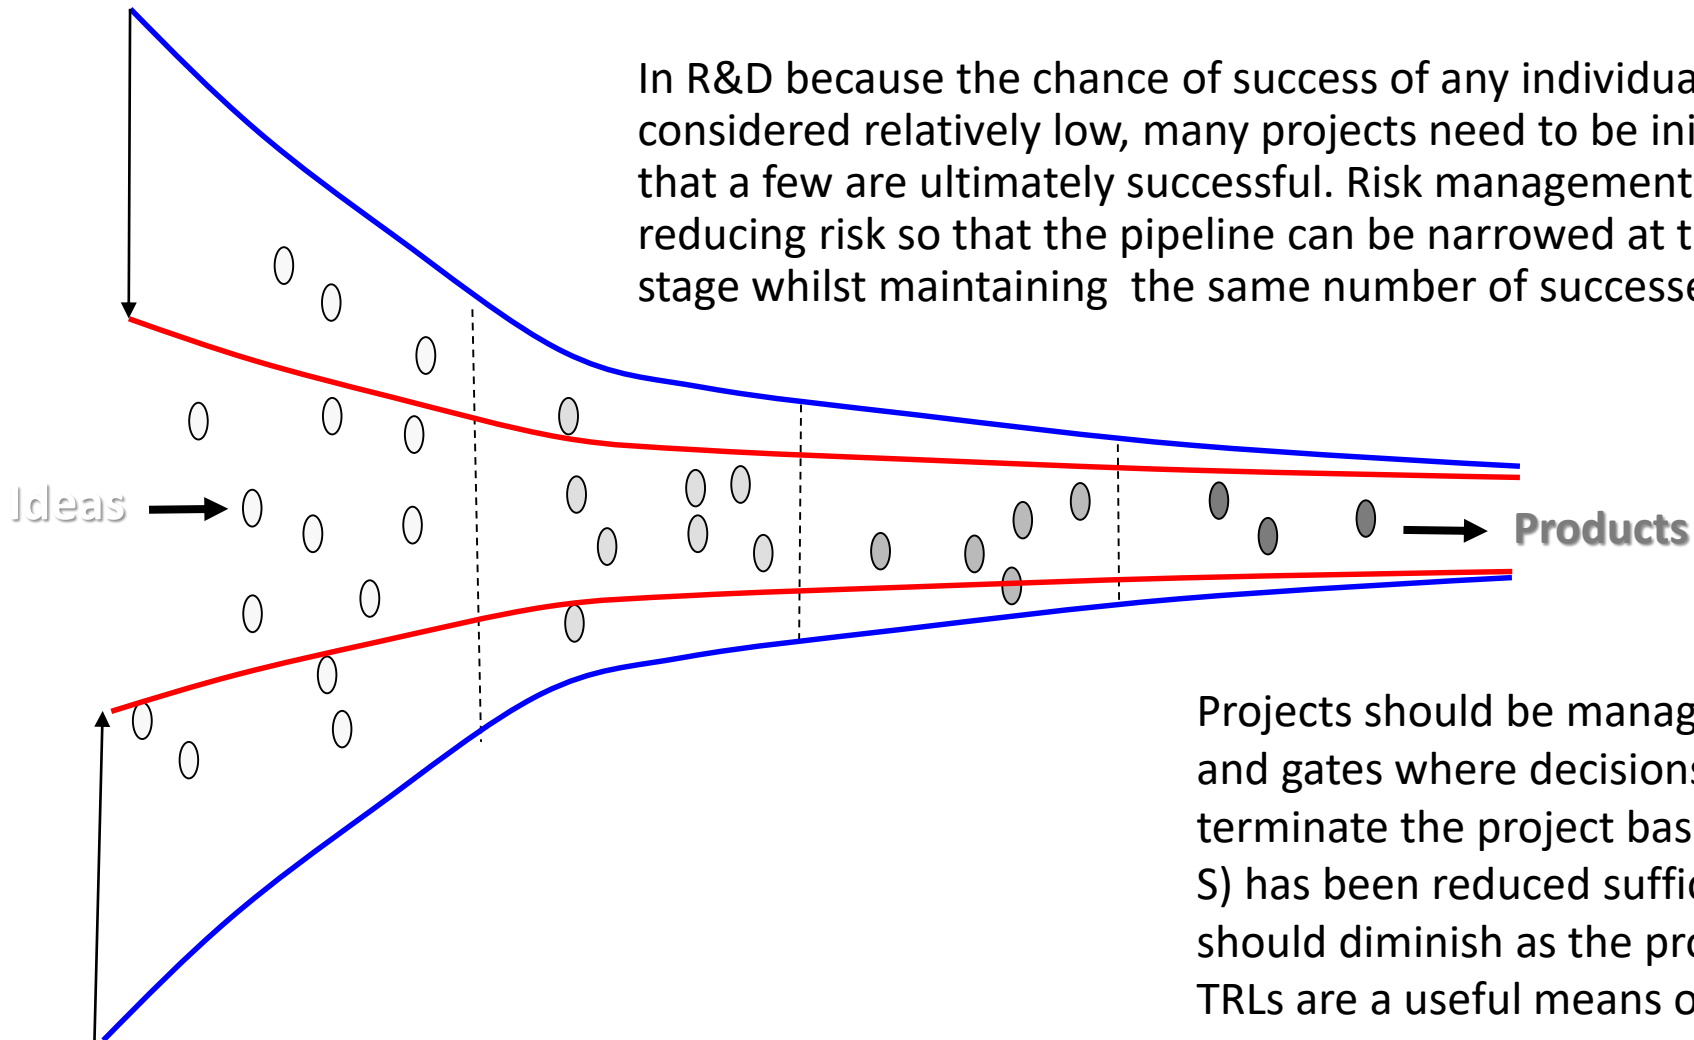 In R&D because the chance of success of any individua
considered relatively low, many projects need to be ini
that a few are ultimately successful. Risk management
reducing risk so that the pipeline can be narrowed at t
stage whilst maintaining  the same number of successe
Ideas
Products
Projects should be manag
and gates where decisions
terminate the project bas
S) has been reduced suffic
should diminish as the pro
TRLs are a useful means o